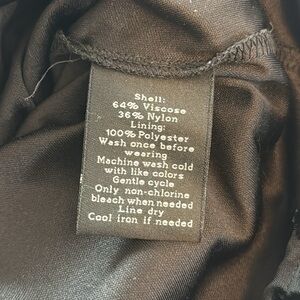 Shell:
64% Viscose
36% Nylon
Lining:
100% Polyester
Wash once before
wearing
Machine wash cold
with like colors
Gentle cycle
Only non-chlorine
bleach when needed
Line dry
Cool iron if needed